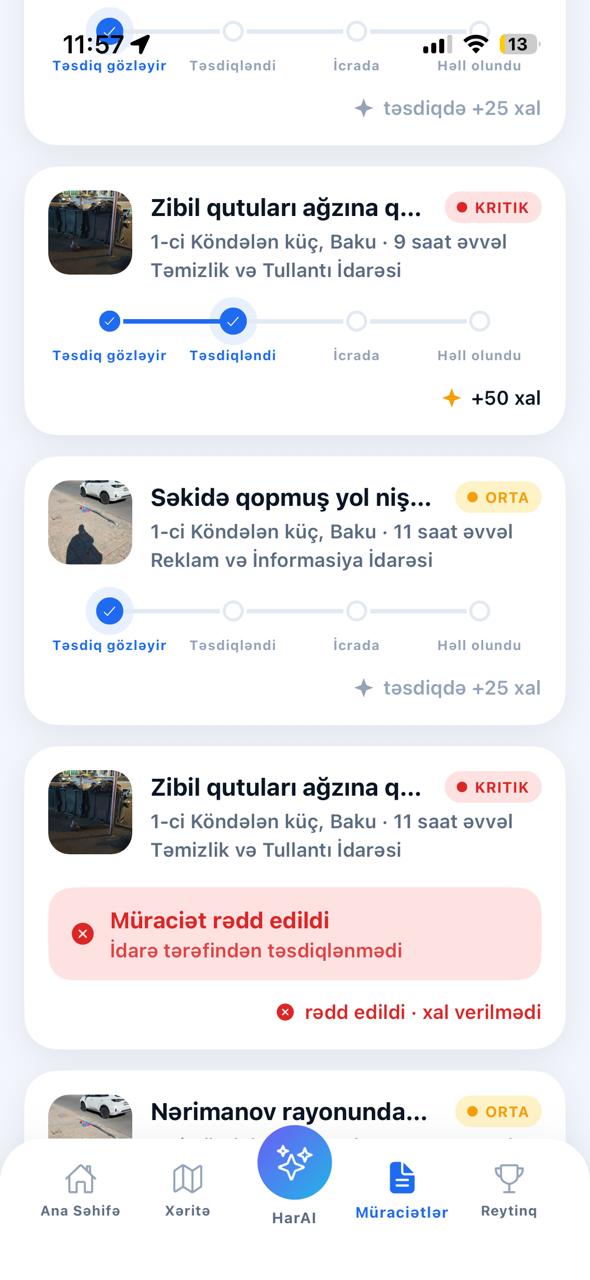 11:57
13
Təsdiq gözləyir Təsdiqləndi İcrada Həll olundu
təsdiqdə +25 xal
Zibil qutuları ağzına q... KRITIK
1-ci Köndələn küç, Baku · 9 saat əvvəl
Təmizlik və Tullantı İdarəsi
Təsdiq gözləyir Təsdiqləndi İcrada Həll olundu
+50 xal
Səkidə qopmuş yol niş... ORTA
1-ci Köndələn küç, Baku · 11 saat əvvəl
Reklam və İnformasiya İdarəsi
Təsdiq gözləyir Təsdiqləndi İcrada Həll olundu
təsdiqdə +25 xal
Zibil qutuları ağzına q... KRITIK
1-ci Köndələn küç, Baku · 11 saat əvvəl
Təmizlik və Tullantı İdarəsi
Müraciət rədd edildi
İdarə tərəfindən təsdiqlənmədi
rədd edildi · xal verilmədi
Nərimanov rayonunda... ORTA
Ana Səhifə Xəritə HarAI Müraciətlər Reytinq